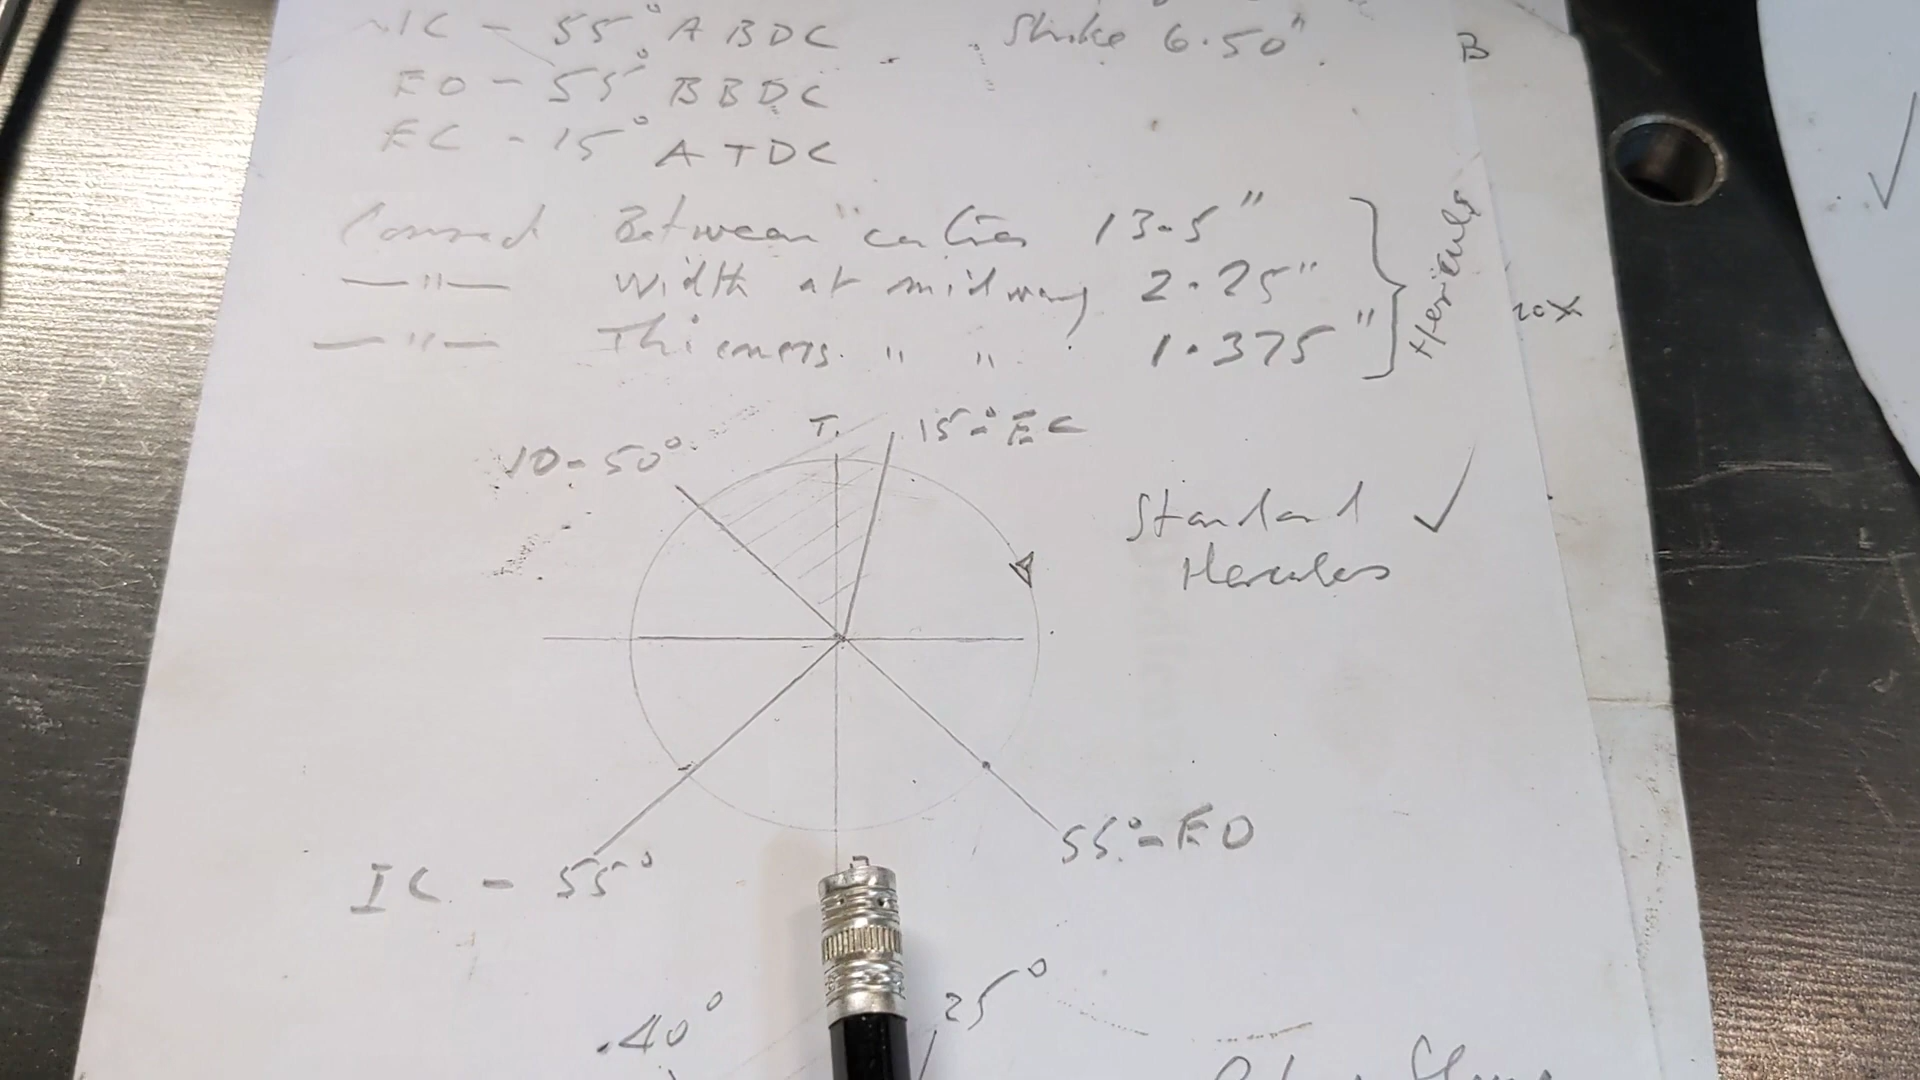 IC - 55° ABDC . Stroke 6.50".
B
EO - 55° BBDC
EC - 15° ATDC
Conrod Between centres 13.5"
— " — Width at midway 2.25"
— " — Thickness " " 1.375"
Hercules
T.
15° EC
IO - 50°
Standard ✓
Hercules
55° - EO
IC - 55°
.40°
25°